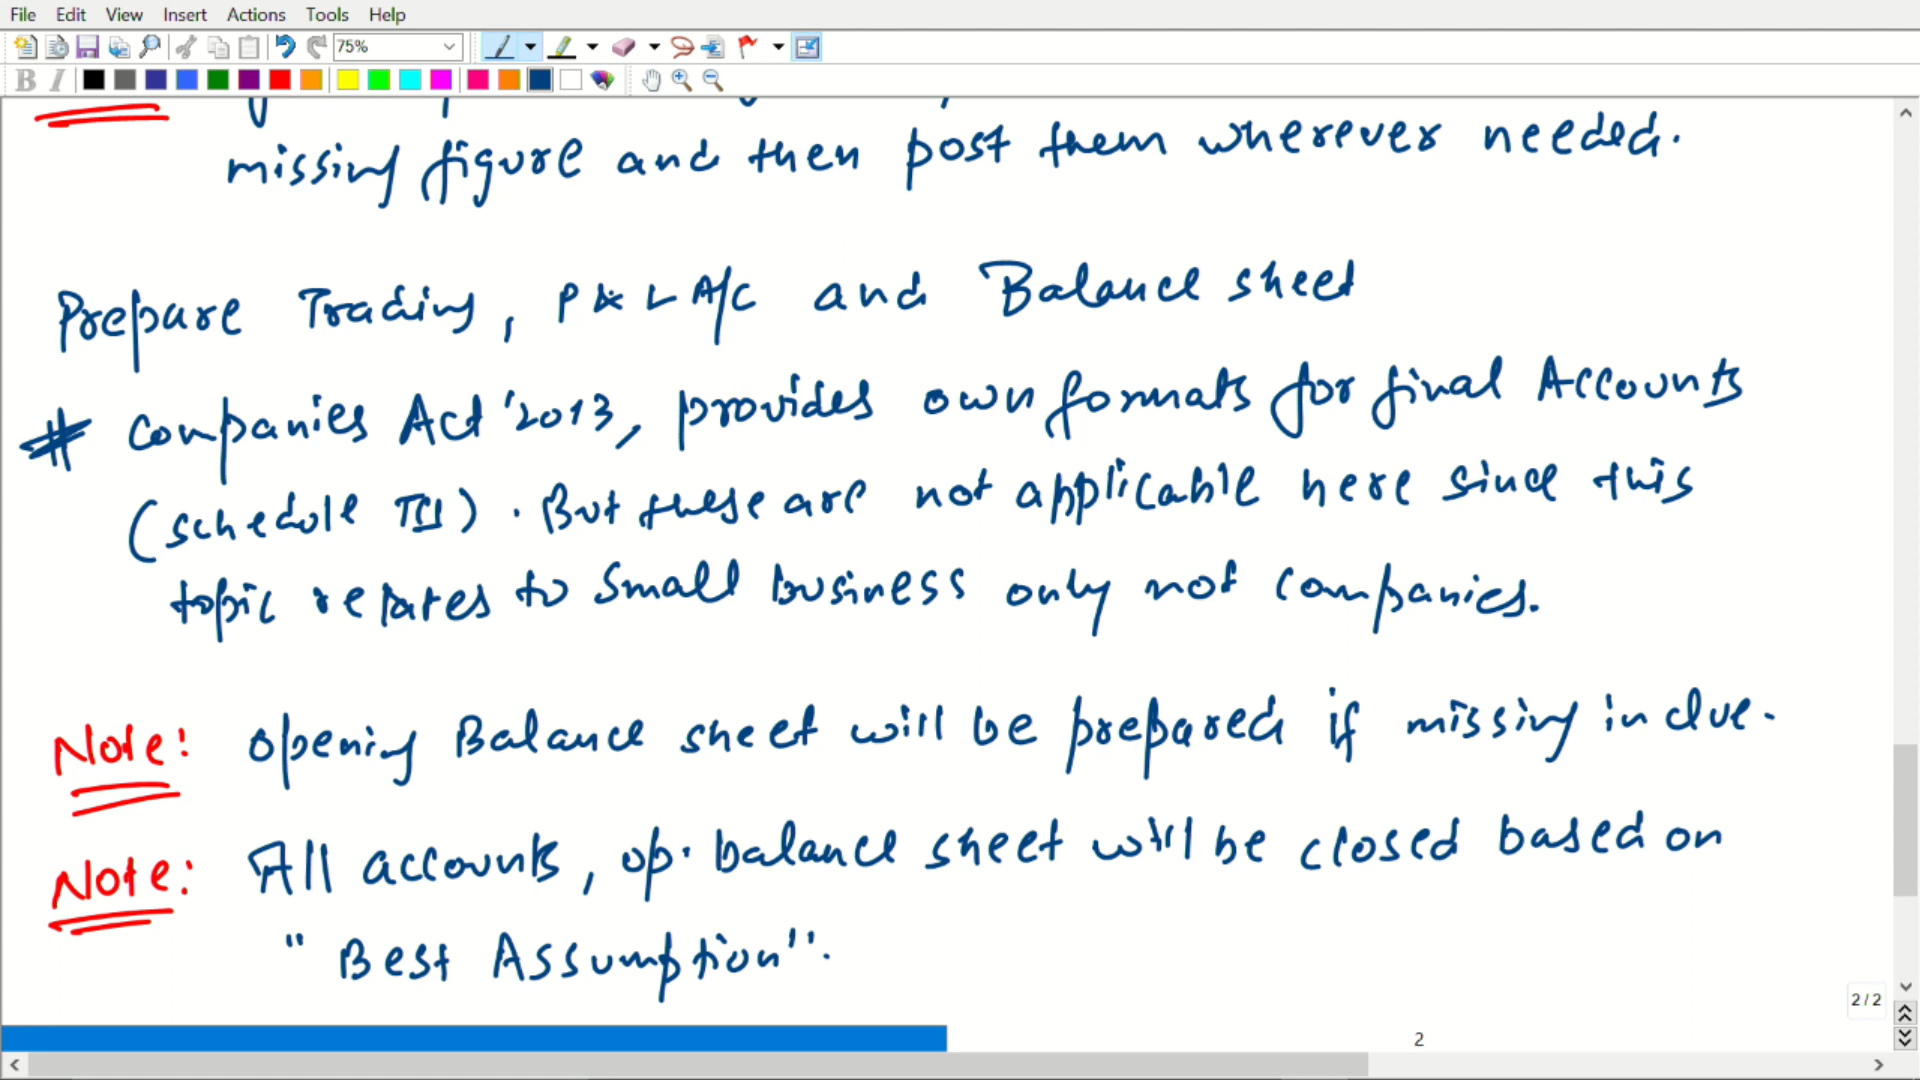 File Edit View Insert Actions Tools Help
75%
B I
missing figure and then post them wherever needed.
Prepare Trading, P & L A/c and Balance sheet
# Companies Act '2013, provides own formats for final Accounts
(schedule III). But these are not applicable here since this
topic relates to small business only not companies.
Note: Opening Balance sheet will be prepared if missing in que.
Note: All accounts, op. balance sheet will be closed based on
"Best Assumption".
2/2
2